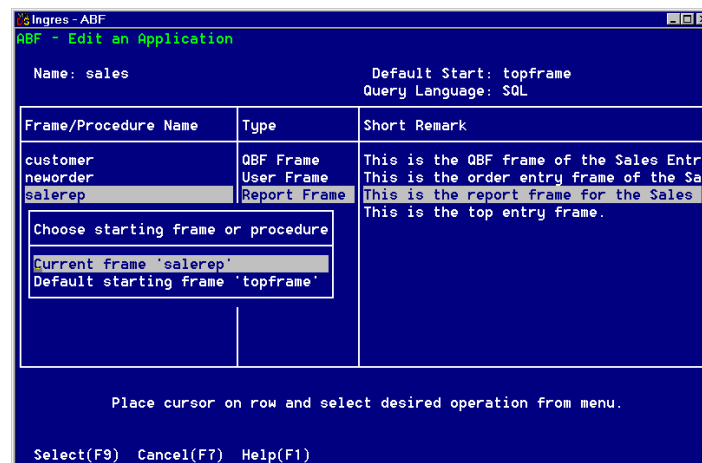 Ingres - ABF
ABF - Edit an Application
Name: sales Default Start: topframe
Query Language: SQL
Frame/Procedure Name Type Short Remark
customer QBF Frame This is the QBF frame of the Sales Entr
neworder User Frame This is the order entry frame of the Sa
salerep Report Frame This is the report frame for the Sales
This is the top entry frame.
Choose starting frame or procedure
Current frame 'salerep'
Default starting frame 'topframe'
Place cursor on row and select desired operation from menu.
Select(F9) Cancel(F7) Help(F1)